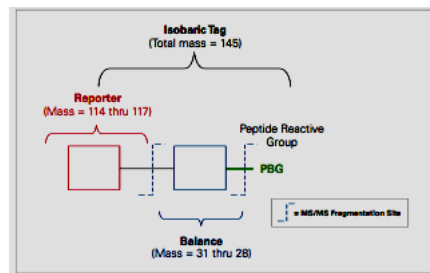 Isobaric Tag
(Total mass = 145)
Reporter
(Mass = 114 thru 117)
Peptide Reactive
Group
PBG
= MS/MS Fragmentation Site
Balance
(Mass = 31 thru 28)